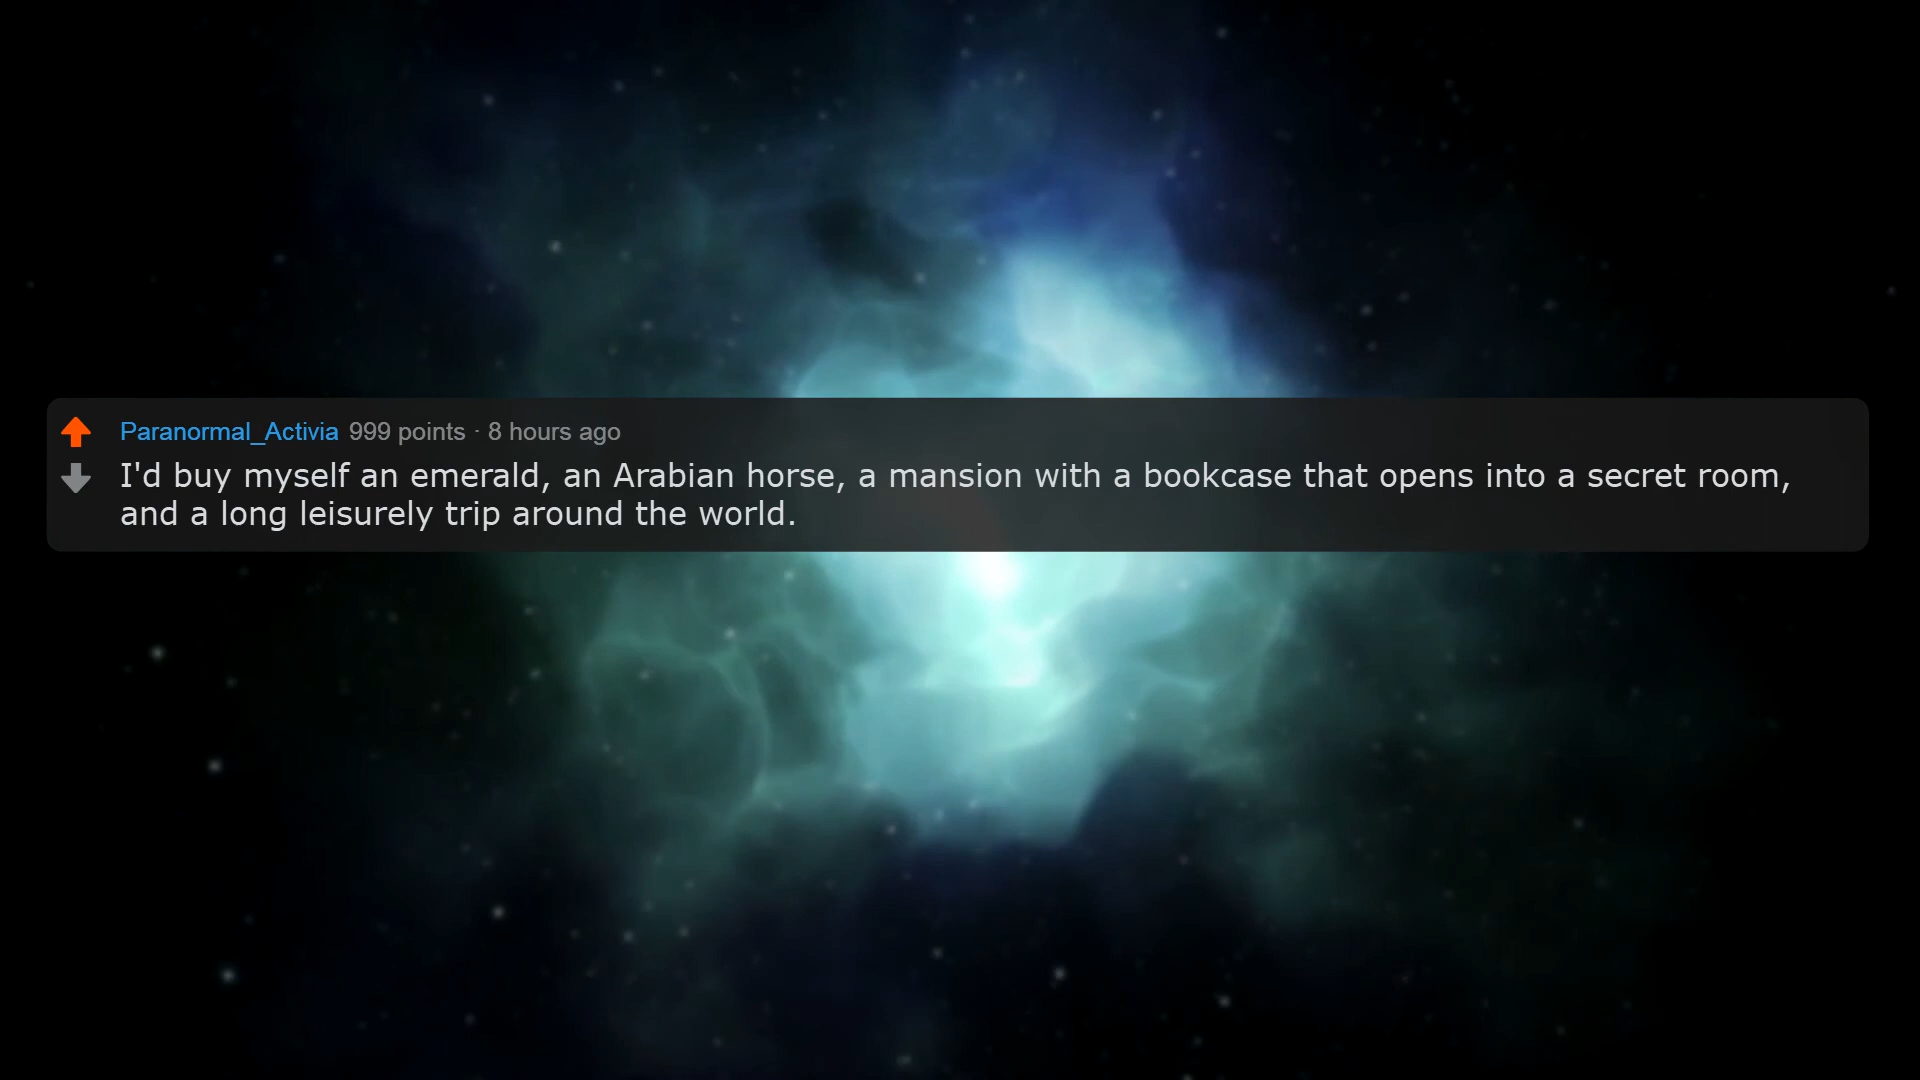 Paranormal_Activia 999 points · 8 hours ago
I'd buy myself an emerald, an Arabian horse, a mansion with a bookcase that opens into a secret room,
and a long leisurely trip around the world.